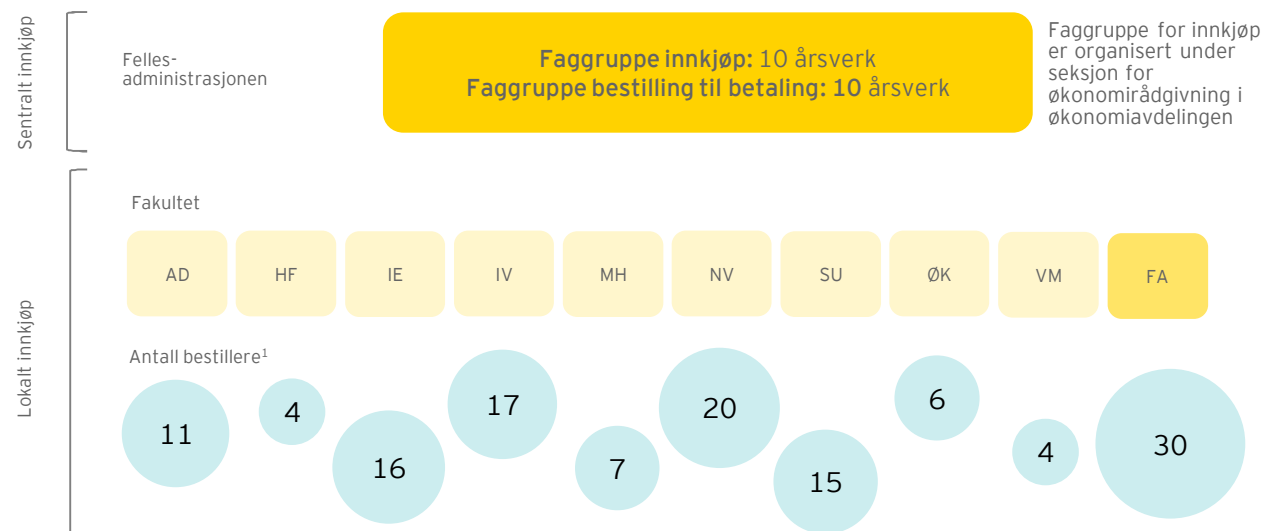 Sentralt innkjøp
Felles-
administrasjonen
Faggruppe innkjøp: 10 årsverk
Faggruppe bestilling til betaling: 10 årsverk
Faggruppe for innkjøp
er organisert under
seksjon for
økonomirådgivning i
økonomiavdelingen
Lokalt innkjøp
Fakultet
AD HF IE IV MH NV SU ØK VM FA
Antall bestillere¹
11 4 16 17 7 20 15 6 4 30